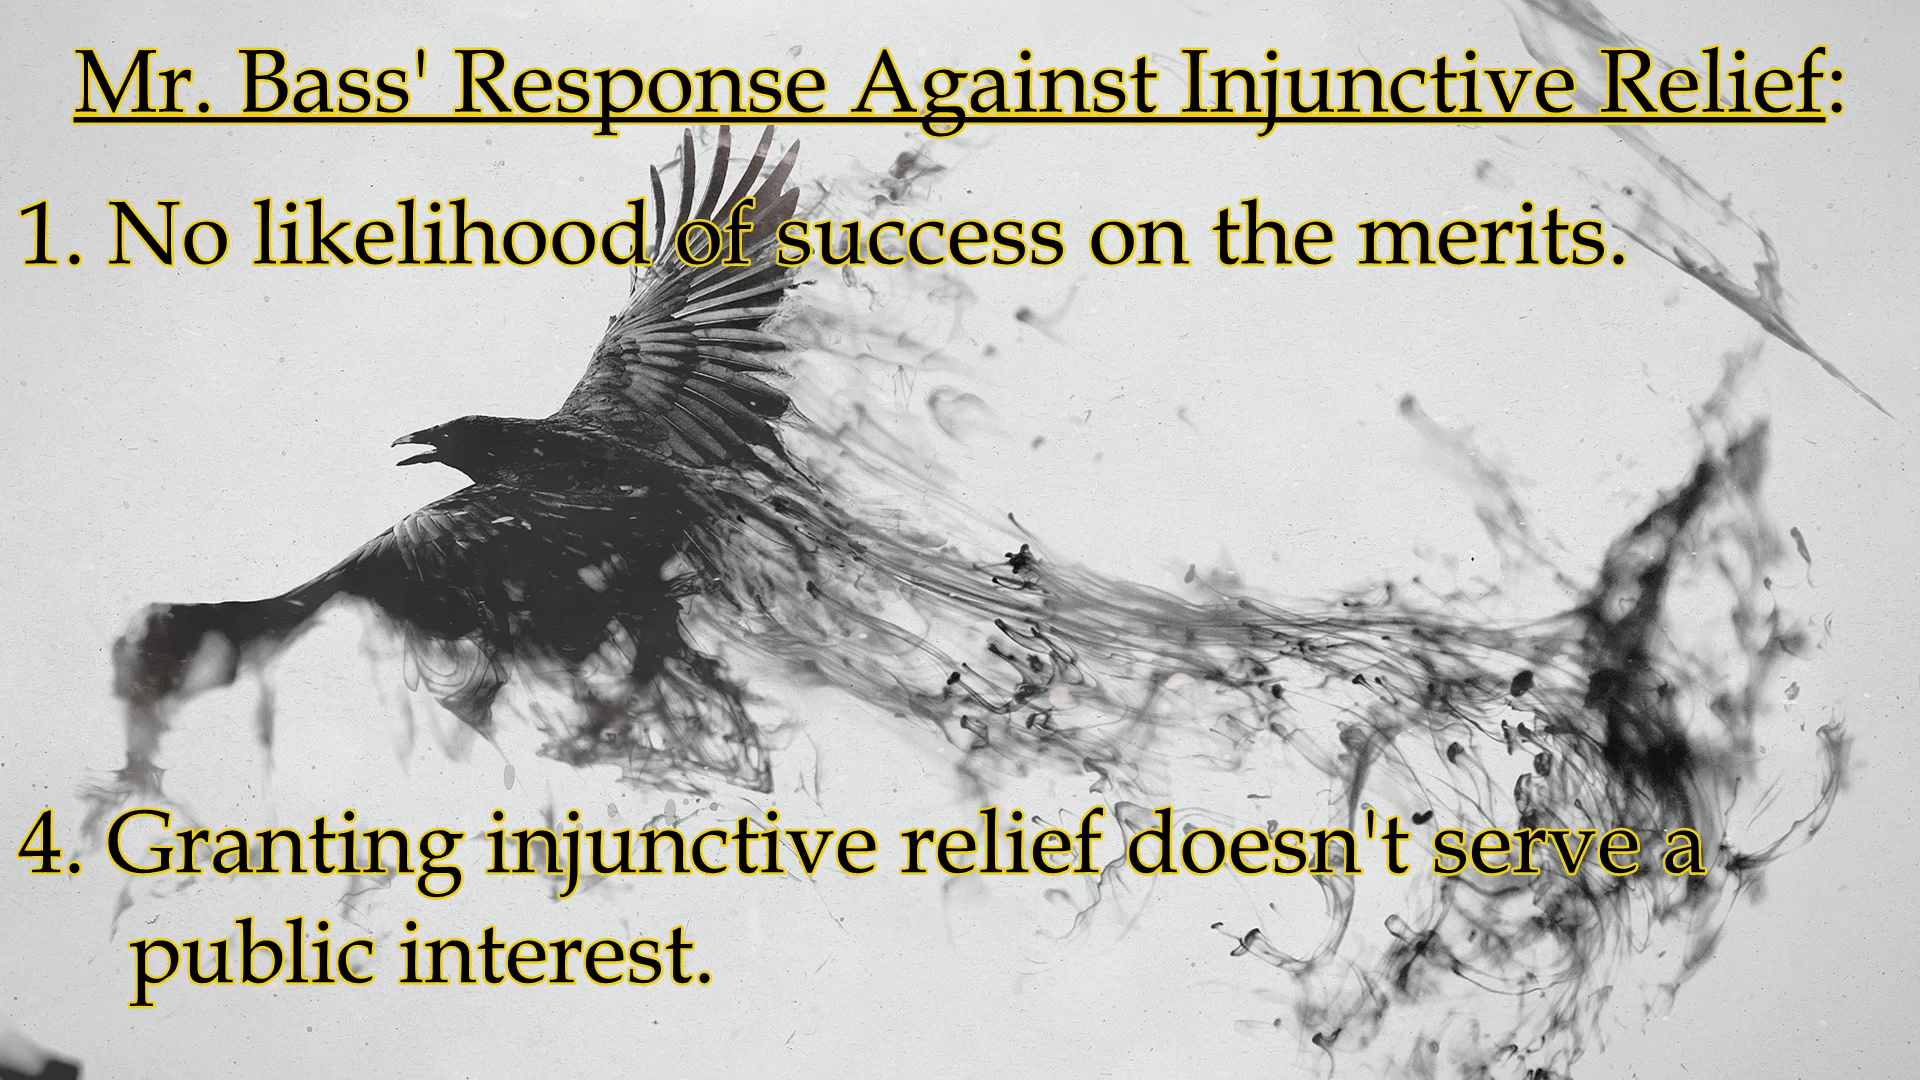 Mr. Bass' Response Against Injunctive Relief:
1. No likelihood of success on the merits.
4. Granting injunctive relief doesn't serve a
public interest.